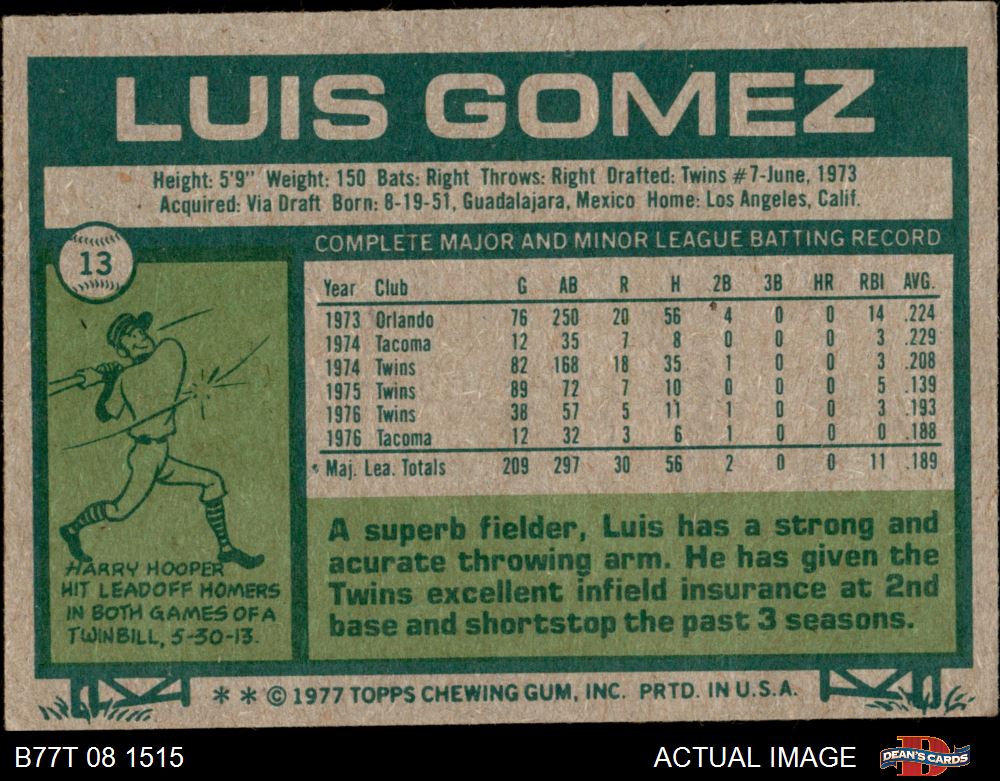 LUIS GOMEZ
Height: 5'9" Weight: 150 Bats: Right Throws: Right Drafted: Twins #7-June, 1973
Acquired: Via Draft Born: 8-19-51, Guadalajara, Mexico Home: Los Angeles, Calif.
13
COMPLETE MAJOR AND MINOR LEAGUE BATTING RECORD
Year Club G AB R H 2B 3B HR RBI AVG.
1973 Orlando 76 250 20 56 4 0 0 14 .224
1974 Tacoma 12 35 7 8 0 0 0 3 .229
1974 Twins 82 168 18 35 1 0 0 3 .208
1975 Twins 89 72 7 10 0 0 0 5 .139
1976 Twins 38 57 5 11 1 0 0 3 .193
1976 Tacoma 12 32 3 6 1 0 0 0 .188
Maj. Lea. Totals 209 297 30 56 2 0 0 11 .189
HARRY HOOPER
HIT LEADOFF HOMERS
IN BOTH GAMES OF A
TWINBILL, 5-30-13.
A superb fielder, Luis has a strong and
acurate throwing arm. He has given the
Twins excellent infield insurance at 2nd
base and shortstop the past 3 seasons.
* * © 1977 TOPPS CHEWING GUM, INC. PRTD. IN U.S.A.
B77T 08 1515
ACTUAL IMAGE
DEAN'S CARDS